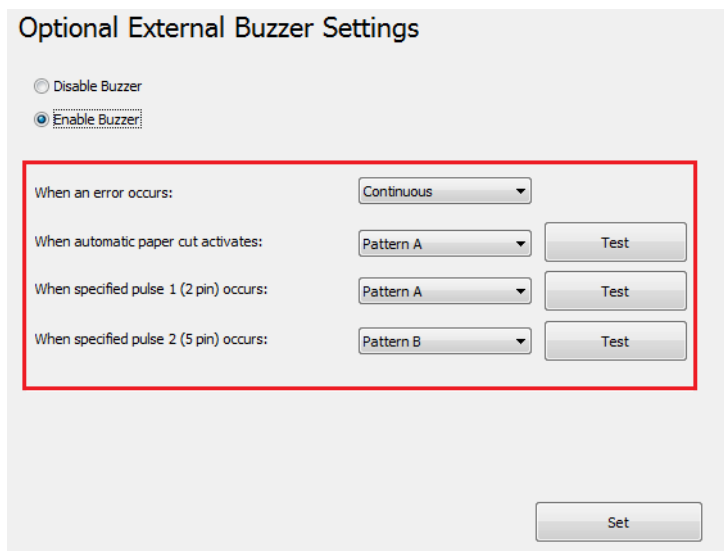 Optional External Buzzer Settings
Disable Buzzer
Enable Buzzer
When an error occurs: Continuous
When automatic paper cut activates: Pattern A Test
When specified pulse 1 (2 pin) occurs: Pattern A Test
When specified pulse 2 (5 pin) occurs: Pattern B Test
Set